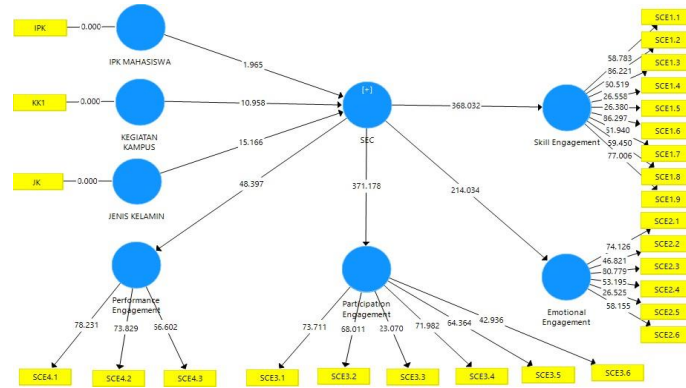 IPK
0.000
IPK MAHASISWA
KK1
0.000
KEGIATAN
KAMPUS
JK
0.000
JENIS KELAMIN
1.965
10.958
15.166
[+]
SEC
368.032
48.397
371.178
214.034
Skill Engagement
58.783
86.221
50.519
26.558
26.380
86.297
51.940
59.450
77.006
SCE1.1
SCE1.2
SCE1.3
SCE1.4
SCE1.5
SCE1.6
SCE1.7
SCE1.8
SCE1.9
Emotional
Engagement
74.126
46.821
80.779
53.195
26.525
58.155
SCE2.1
SCE2.2
SCE2.3
SCE2.4
SCE2.5
SCE2.6
Performance
Engagement
78.231
73.829
56.602
SCE4.1
SCE4.2
SCE4.3
Participation
Engagement
73.711
68.011
71.982
64.364
42.936
SCE3.1
SCE3.2
SCE3.3
SCE3.4
SCE3.5
SCE3.6